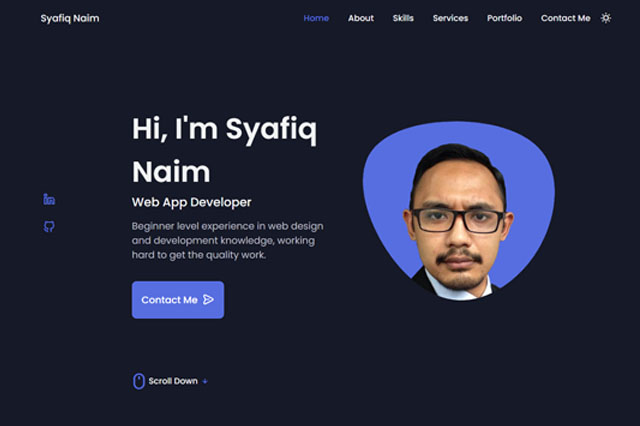 Syafiq Naim
Home About Skills Services Portfolio Contact Me
Hi, I'm Syafiq
Naim
Web App Developer
Beginner level experience in web design
and development knowledge, working
hard to get the quality work.
Contact Me
Scroll Down